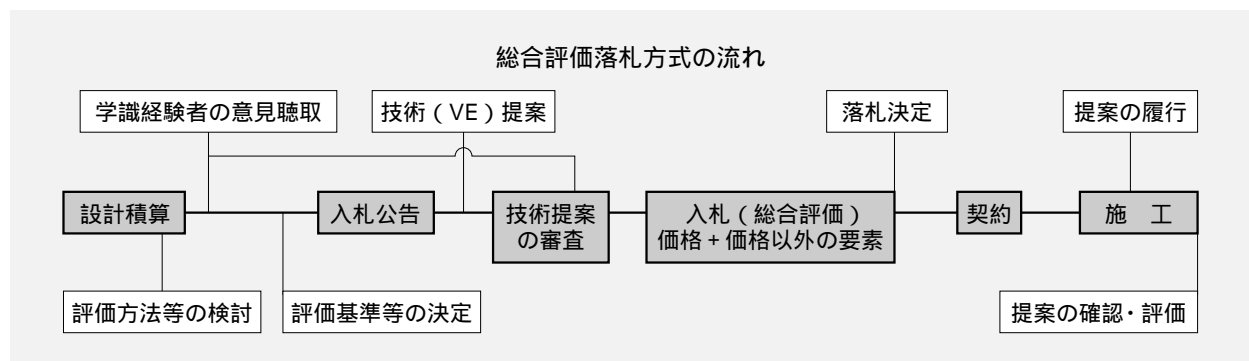 総合評価落札方式の流れ
学識経験者の意見聴取
技術(VE)提案
落札決定
提案の履行
設計積算
入札公告
技術提案
の審査
入札(総合評価)
価格+価格以外の要素
契約
施 工
評価方法等の検討
評価基準等の決定
提案の確認・評価